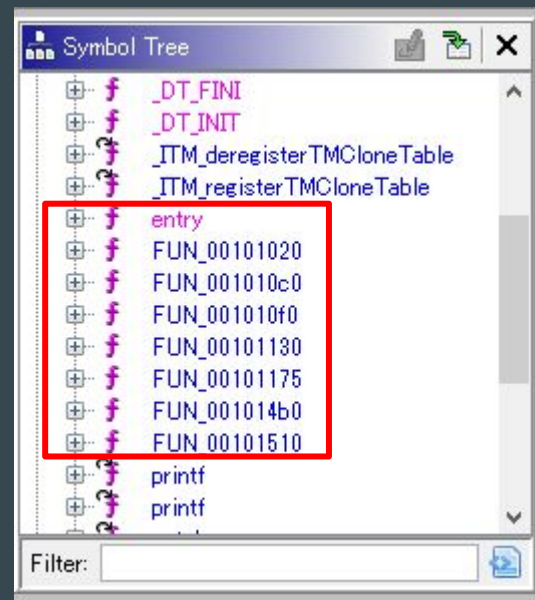 Symbol Tree
_DT_FINI
_DT_INIT
_ITM_deregisterTMCloneTable
_ITM_registerTMCloneTable
entry
FUN_00101020
FUN_001010c0
FUN_001010f0
FUN_00101130
FUN_00101175
FUN_001014b0
FUN_00101510
printf
printf
Filter: